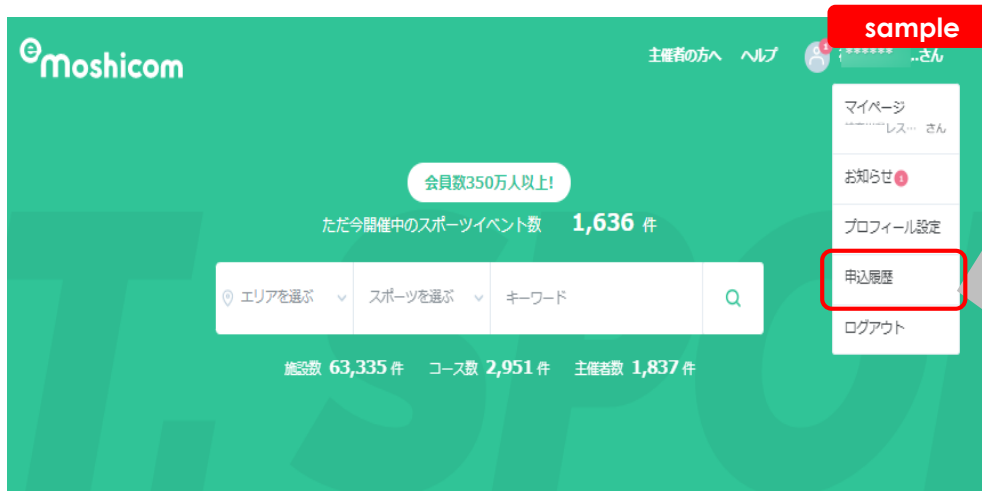 sample
e moshicom
主催者の方へ ヘルプ 1 ****** ..さん
マイページ
レス… さん
お知らせ 1
プロフィール設定
申込履歴
ログアウト
会員数350万人以上!
ただ今開催中のスポーツイベント数 1,636 件
エリアを選ぶ スポーツを選ぶ キーワード
施設数 63,335 件 コース数 2,951 件 主催者数 1,837 件
T. SPO